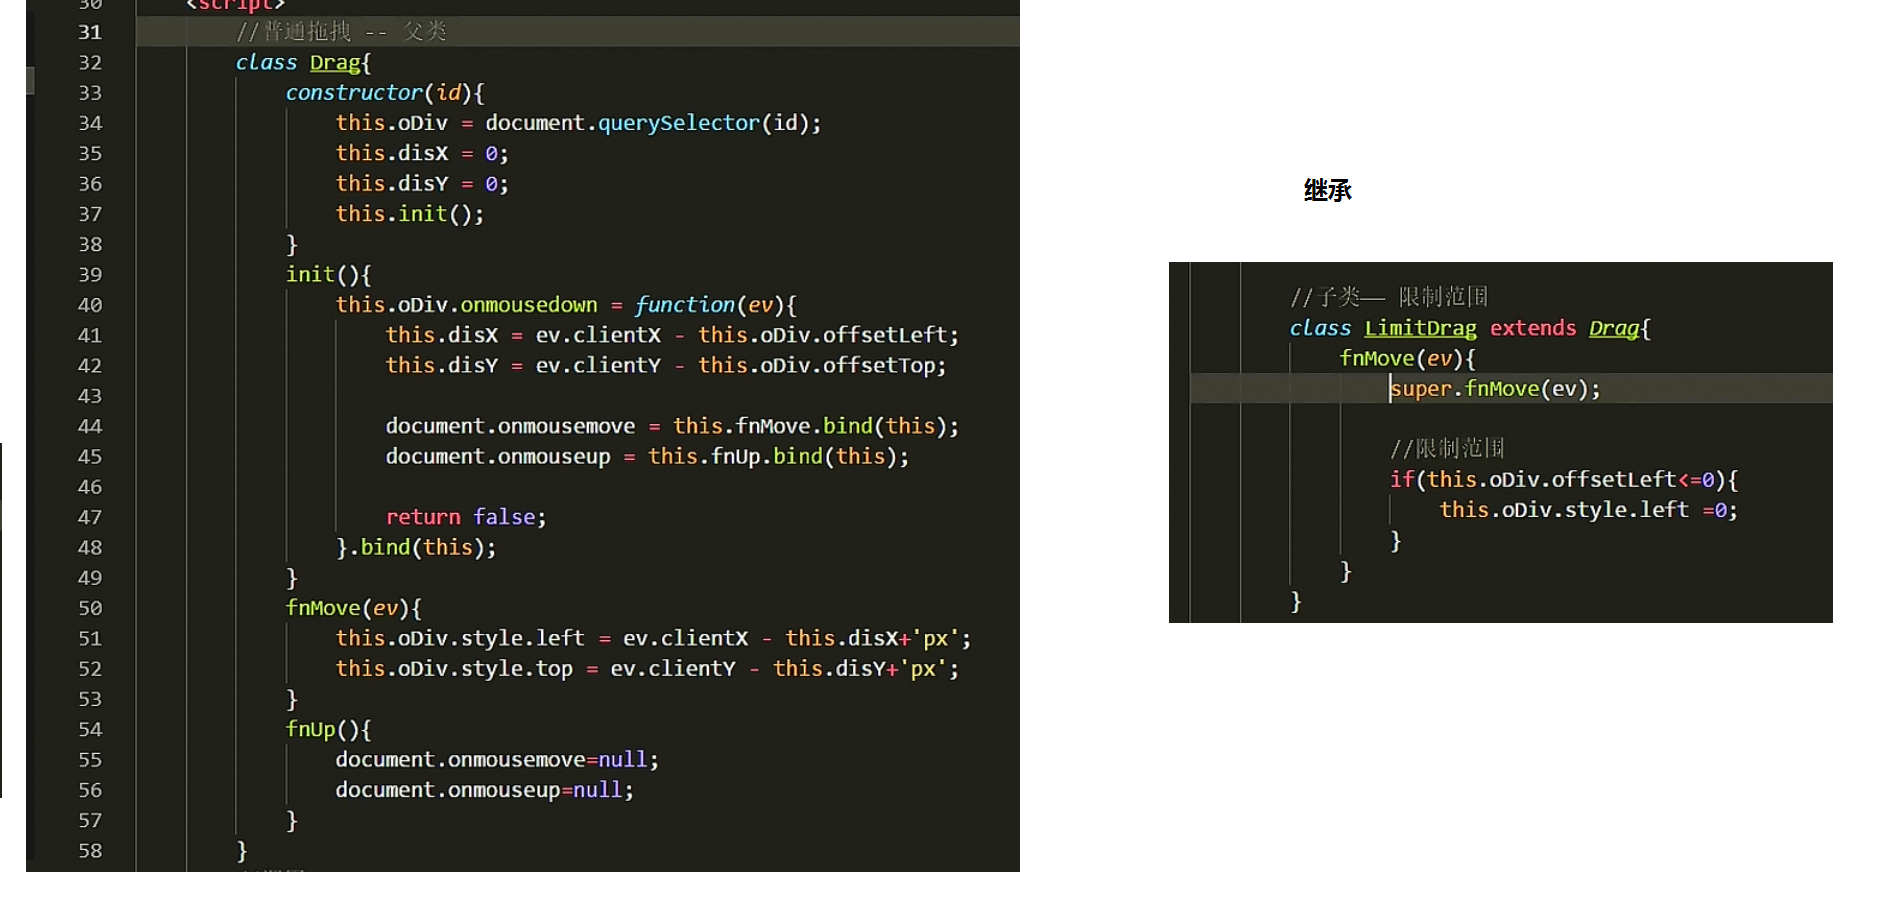 30 <script>
31 //普通拖拽 -- 父类
32 class Drag{
33 constructor(id){
34 this.oDiv = document.querySelector(id);
35 this.disX = 0;
36 this.disY = 0;
37 this.init();
38 }
39 init(){
40 this.oDiv.onmousedown = function(ev){
41 this.disX = ev.clientX - this.oDiv.offsetLeft;
42 this.disY = ev.clientY - this.oDiv.offsetTop;
43
44 document.onmousemove = this.fnMove.bind(this);
45 document.onmouseup = this.fnUp.bind(this);
46
47 return false;
48 }.bind(this);
49 }
50 fnMove(ev){
51 this.oDiv.style.left = ev.clientX - this.disX+'px';
52 this.oDiv.style.top = ev.clientY - this.disY+'px';
53 }
54 fnUp(){
55 document.onmousemove=null;
56 document.onmouseup=null;
57 }
58 }
继承
//子类—— 限制范围
class LimitDrag extends Drag{
fnMove(ev){
super.fnMove(ev);
//限制范围
if(this.oDiv.offsetLeft<=0){
this.oDiv.style.left =0;
}
}
}